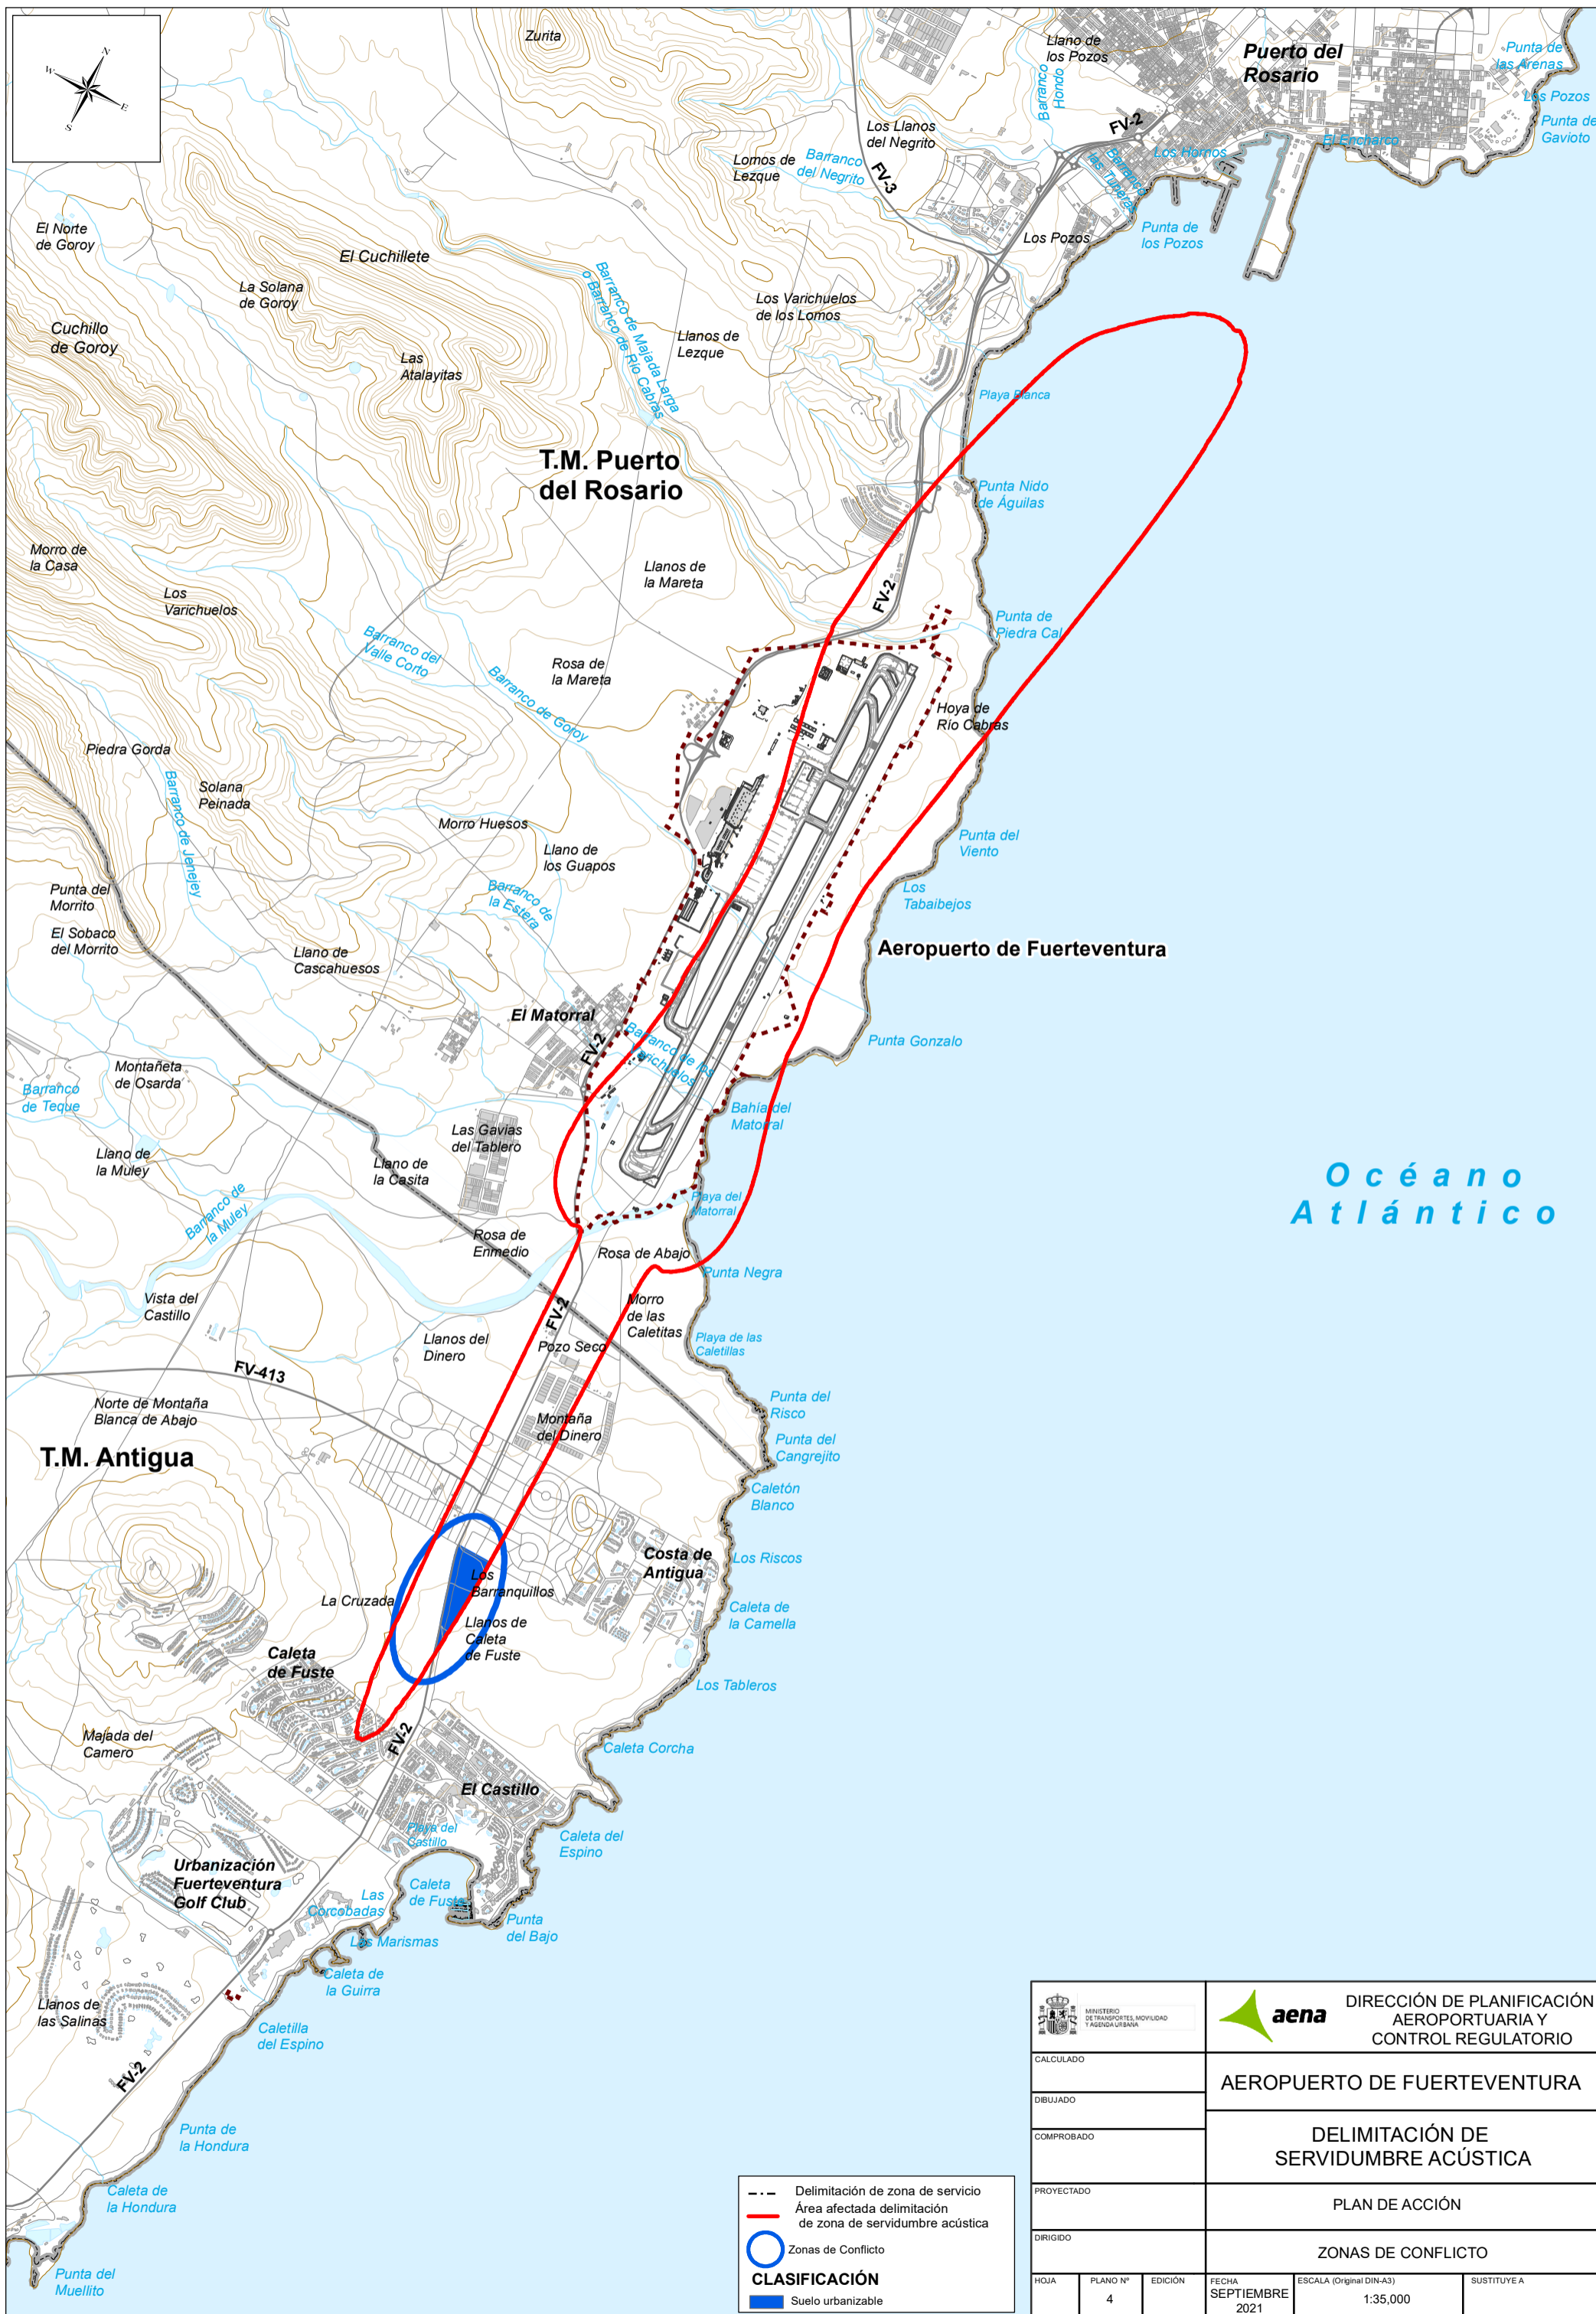 N
W
E
S
Zurita
Llano de
los Pozos
Puerto del
Rosario
Punta de
las Arenas
Los Pozos
Punta de
Gavioto
Barranco
Hondo
FV-2
El Encharco
Los Hornos
Barranco
las Tuneras
Los Llanos
del Negrito
Lomos de
Lezque
Barranco
del Negrito
FV-3
Punta de
los Pozos
Los Pozos
El Norte
de Goroy
El Cuchillete
La Solana
de Goroy
Barranco de Majada Larga
o Barranco de Río Cabras
Los Varichuelos
de los Lomos
Cuchillo
de Goroy
Llanos de
Lezque
Las
Atalayitas
Playa Blanca
T.M. Puerto
del Rosario
Punta Nido
de Águilas
Morro de
la Casa
Llanos de
la Mareta
Los
Varichuelos
FV-2
Punta de
Piedra Cal
Barranco del
Valle Corto
Rosa de
la Mareta
Barranco de Goroy
Hoya de
Río Cabras
Piedra Gorda
Solana
Peinada
Barranco de Jenejey
Morro Huesos
Llano de
los Guapos
Punta del
Viento
Los
Tabaibejos
Punta del
Morrito
Barranco de
la Estera
El Sobaco
del Morrito
Llano de
Cascahuesos
Aeropuerto de Fuerteventura
El Matorral
FV-2
Barranco de los
Varichuelos
Punta Gonzalo
Montañeta
de Osarda
Barranco
de Teque
Bahía del
Matorral
Las Gavias
del Tablero
Llano de
la Muley
Llano de
la Casita
Océano
Atlántico
Barranco de
la Muley
Playa del
Matorral
Rosa de
Enmedio
Rosa de Abajo
Punta Negra
Vista del
Castillo
FV-2
Morro
de las
Caletitas
Llanos del
Dinero
Pozo Seco
Playa de las
Caletillas
FV-413
Norte de Montaña
Blanca de Abajo
Punta del
Risco
Montaña
del Dinero
Punta del
Cangrejito
T.M. Antigua
Caletón
Blanco
Costa de
Antigua
Los Riscos
Los
Barranquillos
La Cruzada
Caleta de
la Camella
Llanos de
Caleta
de Fuste
Caleta
de Fuste
Los Tableros
Majada del
Camero
FV-2
Caleta Corcha
El Castillo
Playa del
Castillo
Caleta del
Espino
Urbanización
Fuerteventura
Golf Club
Las
Corcobadas
Caleta
de Fuste
Punta
del Bajo
Las Marismas
Caleta de
la Guirra
Llanos de
las Salinas
Caletilla
del Espino
FV-2
Punta de
la Hondura
Caleta de
la Hondura
Punta del
Muellito
Delimitación de zona de servicio
Área afectada delimitación
de zona de servidumbre acústica
Zonas de Conflicto
CLASIFICACIÓN
Suelo urbanizable
MINISTERIO
DE TRANSPORTES, MOVILIDAD
Y AGENDA URBANA
aena
DIRECCIÓN DE PLANIFICACIÓN
AEROPORTUARIA Y
CONTROL REGULATORIO
CALCULADO
AEROPUERTO DE FUERTEVENTURA
DIBUJADO
COMPROBADO
DELIMITACIÓN DE
SERVIDUMBRE ACÚSTICA
PROYECTADO
PLAN DE ACCIÓN
DIRIGIDO
ZONAS DE CONFLICTO
HOJA
PLANO Nº
4
EDICIÓN
FECHA
SEPTIEMBRE
2021
ESCALA (Original DIN-A3)
1:35,000
SUSTITUYE A